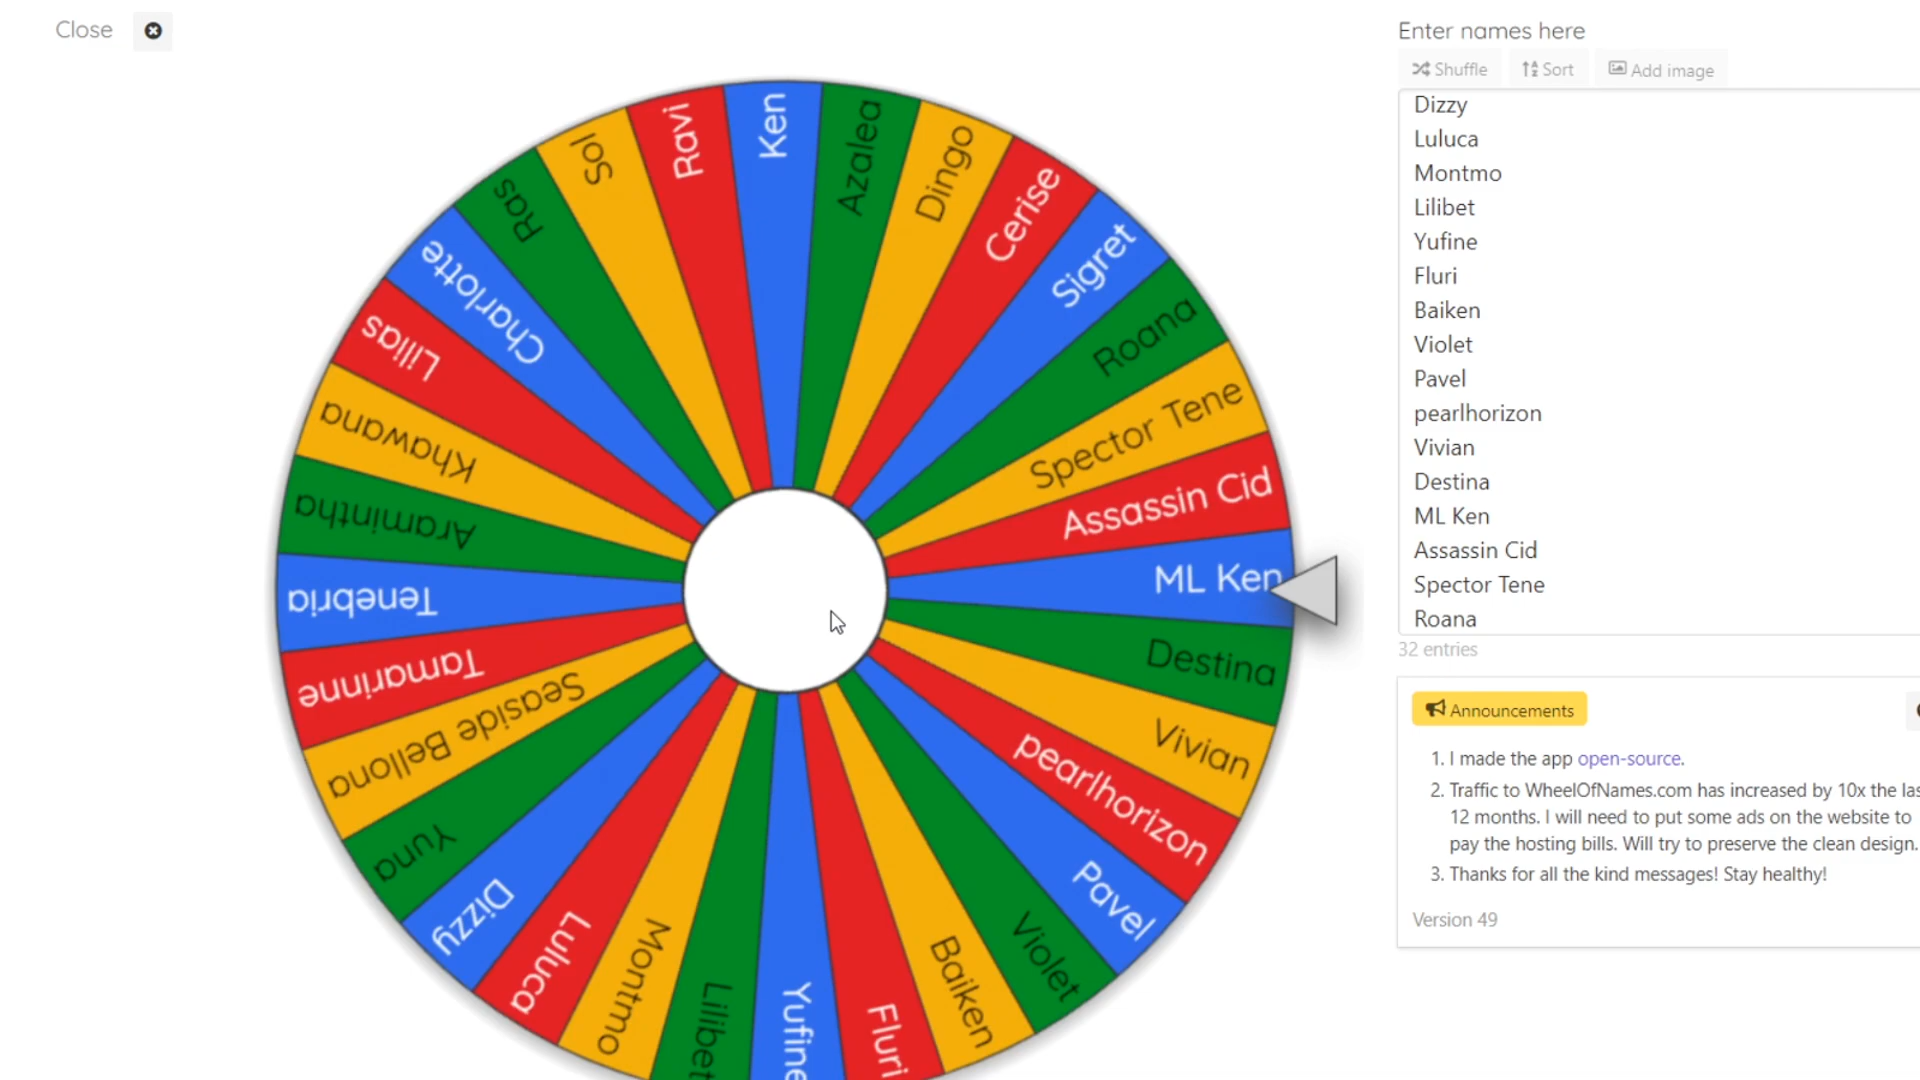 Close
Enter names here
Shuffle
Sort
Add image
Dizzy
Luluca
Montmo
Lilibet
Yufine
Fluri
Baiken
Violet
Pavel
pearlhorizon
Vivian
Destina
ML Ken
Assassin Cid
Spector Tene
Roana
32 entries
Announcements
1. I made the app open-source.
2. Traffic to WheelOfNames.com has increased by 10x the las
12 months. I will need to put some ads on the website to
pay the hosting bills. Will try to preserve the clean design.
3. Thanks for all the kind messages! Stay healthy!
Version 49
Ken
Azalea
Dingo
Cerise
Sigret
Roana
Spector Tene
Assassin Cid
ML Ken
Destina
Vivian
pearlhorizon
Pavel
Violet
Baiken
Fluri
Yufine
Lilibet
Montmo
Luluca
Dizzy
Yuna
Seaside Bellona
Tamarinne
Tenebria
Aramintha
Khawana
Lilias
Charlotte
Ras
Sol
Ravi